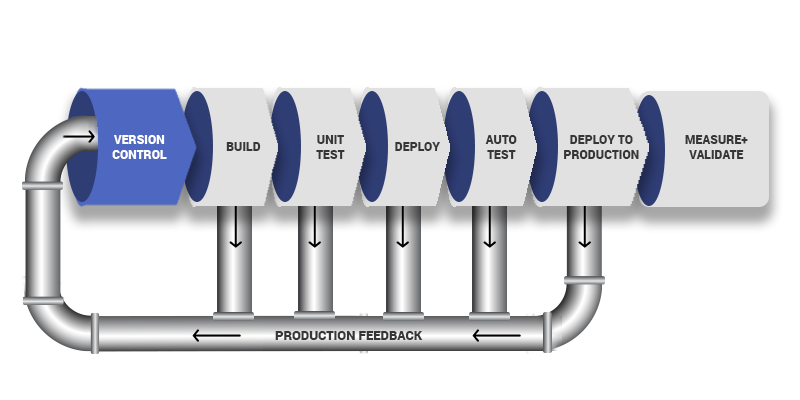 VERSION
CONTROL
BUILD
UNIT
TEST
DEPLOY
AUTO
TEST
DEPLOY TO
PRODUCTION
MEASURE+
VALIDATE
PRODUCTION FEEDBACK